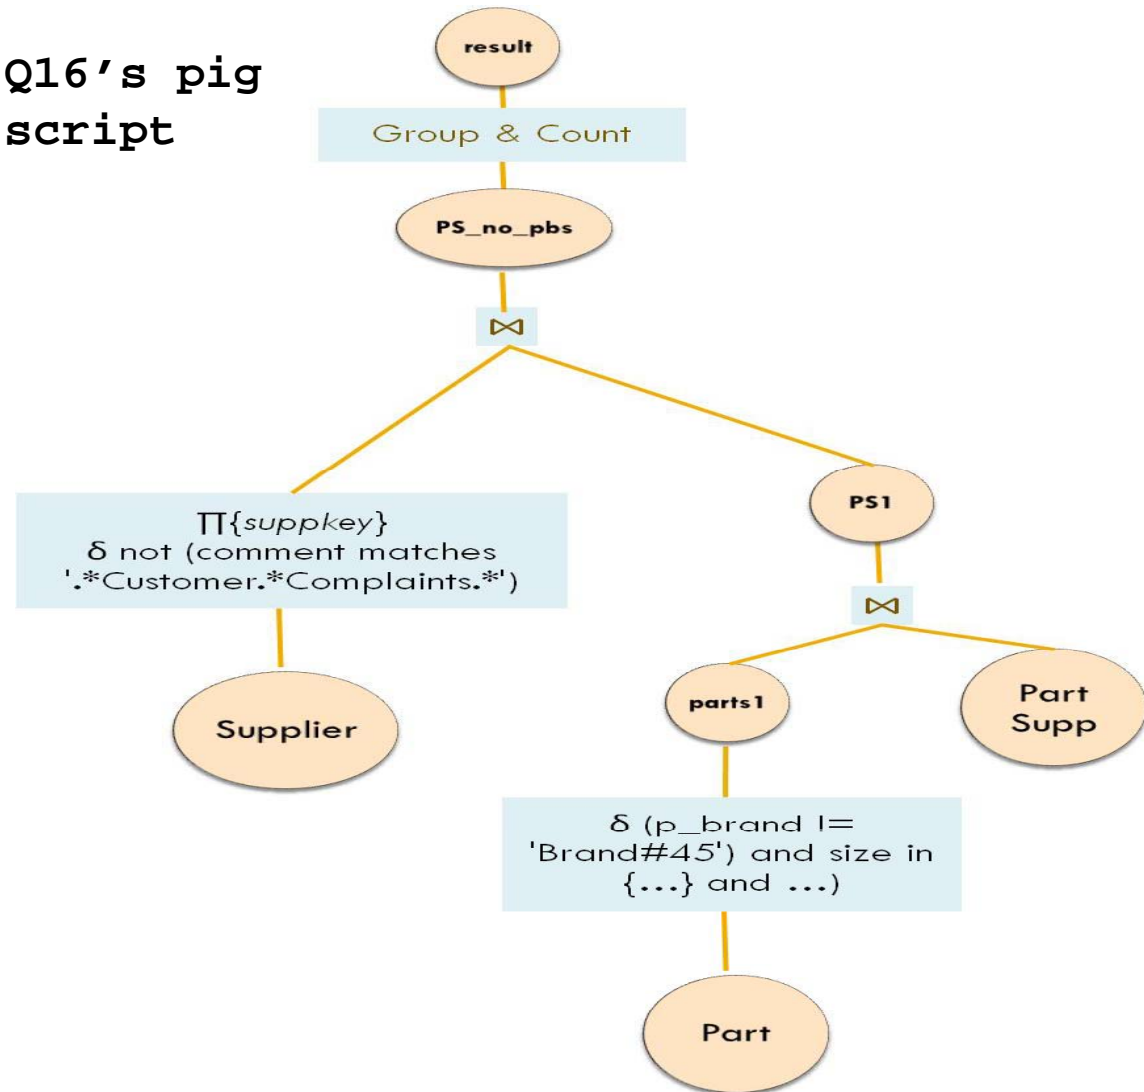 Q16’s pig
script
result
Group & Count
PS_no_pbs
⋈
∏{suppkey}
δ not (comment matches
'.*Customer.*Complaints.*')
Supplier
PS1
⋈
parts1
Part
Supp
δ (p_brand !=
'Brand#45') and size in
{...} and ...)
Part